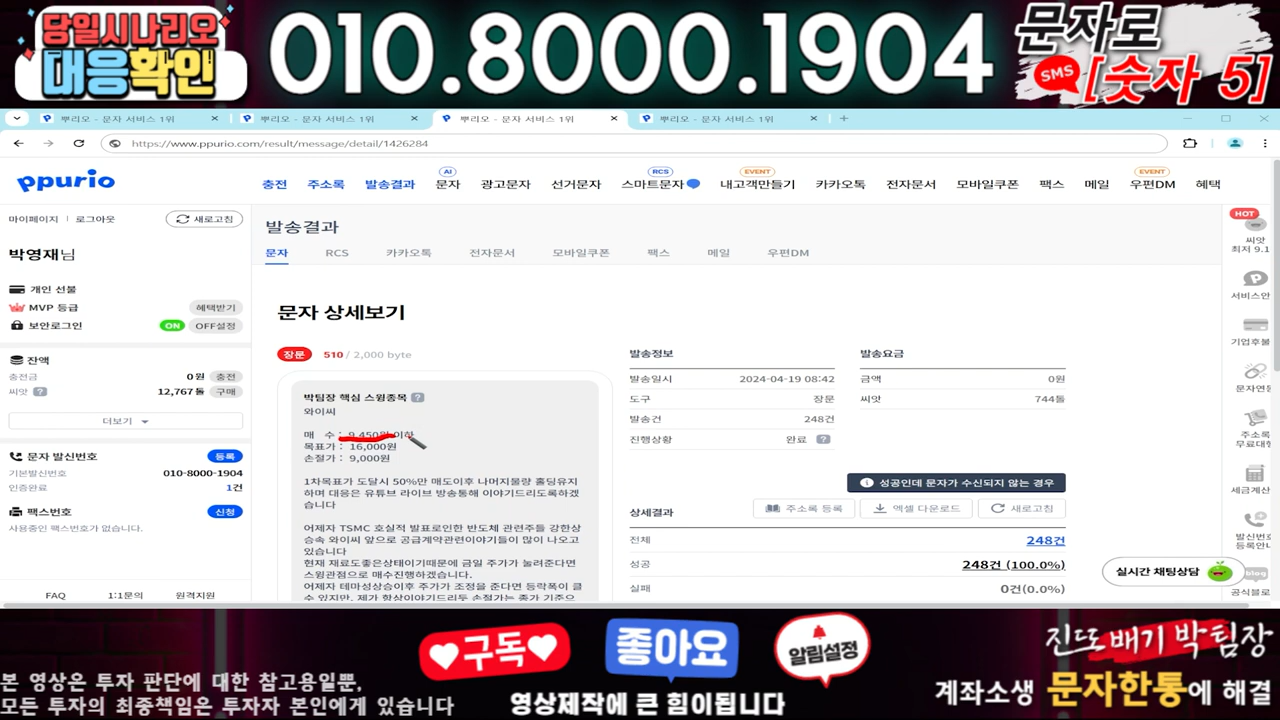 당일시나리오
대응확인
010.8000.1904
문자로
SMS [숫자 5]
뿌리오 - 문자 서비스 1위
뿌리오 - 문자 서비스 1위
뿌리오 - 문자 서비스 1위
뿌리오 - 문자 서비스 1위
https://www.ppurio.com/result/message/detail/1426284
ppurio
AI RCS EVENT EVENT
충전 주소록 발송결과 문자 광고문자 선거문자 스마트문자 내고객만들기 카카오톡 전자문서 모바일쿠폰 팩스 메일 우편DM 혜택
마이페이지 | 로그아웃 새로고침
박영재님
개인 선불
MVP 등급 혜택받기
보안로그인 ON OFF설정
잔액
충전금 0원 충전
씨앗 ? 12,767톨 구매
더보기
문자 발신번호 등록
기본발신번호 010-8000-1904
인증완료 1건
팩스번호 신청
사용중인 팩스번호가 없습니다.
FAQ 1:1문의 원격지원
발송결과
문자 RCS 카카오톡 전자문서 모바일쿠폰 팩스 메일 우편DM
문자 상세보기
장문 510 / 2,000 byte
박팀장 핵심 스윙종목 ?
와이씨
매 수 : 9,450원 이하
목표가 : 16,000원
손절가 : 9,000원
1차목표가 도달시 50%만 매도이후 나머지물량 홀딩유지
하며 대응은 유튜브 라이브 방송통해 이야기드리도록하겠
습니다
어제자 TSMC 호실적 발표로인한 반도체 관련주들 강한상
승속 와이씨 앞으로 공급계약관련이야기들이 많이 나오고
있습니다
현재 재료도좋은상태이기때문에 금일 주가가 눌려준다면
스윙관점으로 매수진행하겠습니다.
어제자 테마성상승이후 주가가 조정을 준다면 등락폭이 클
수 있지만, 제가 항상이야기드리듯 손절가는 종가 기준으
발송정보
발송일시 2024-04-19 08:42
도구 장문
발송건 248건
진행상황 완료 ?
발송요금
금액 0원
씨앗 744톨
성공인데 문자가 수신되지 않는 경우
상세결과 주소록 등록 엑셀 다운로드 새로고침
전체 248건
성공 248건 (100.0%)
실패 0건(0.0%)
HOT
씨앗
최저 9.1
서비스안
기업후불
문자연동
주소록
무료대행
세금계산
발신번호
등록안내
blog
공식블로
실시간 채팅상담
구독
좋아요
알림설정
영상제작에 큰 힘이됩니다
본 영상은 투자 판단에 대한 참고용일뿐,
모든 투자의 최종책임은 투자자 본인에게 있습니다
진또배기 박팀장
계좌소생 문자한통에 해결